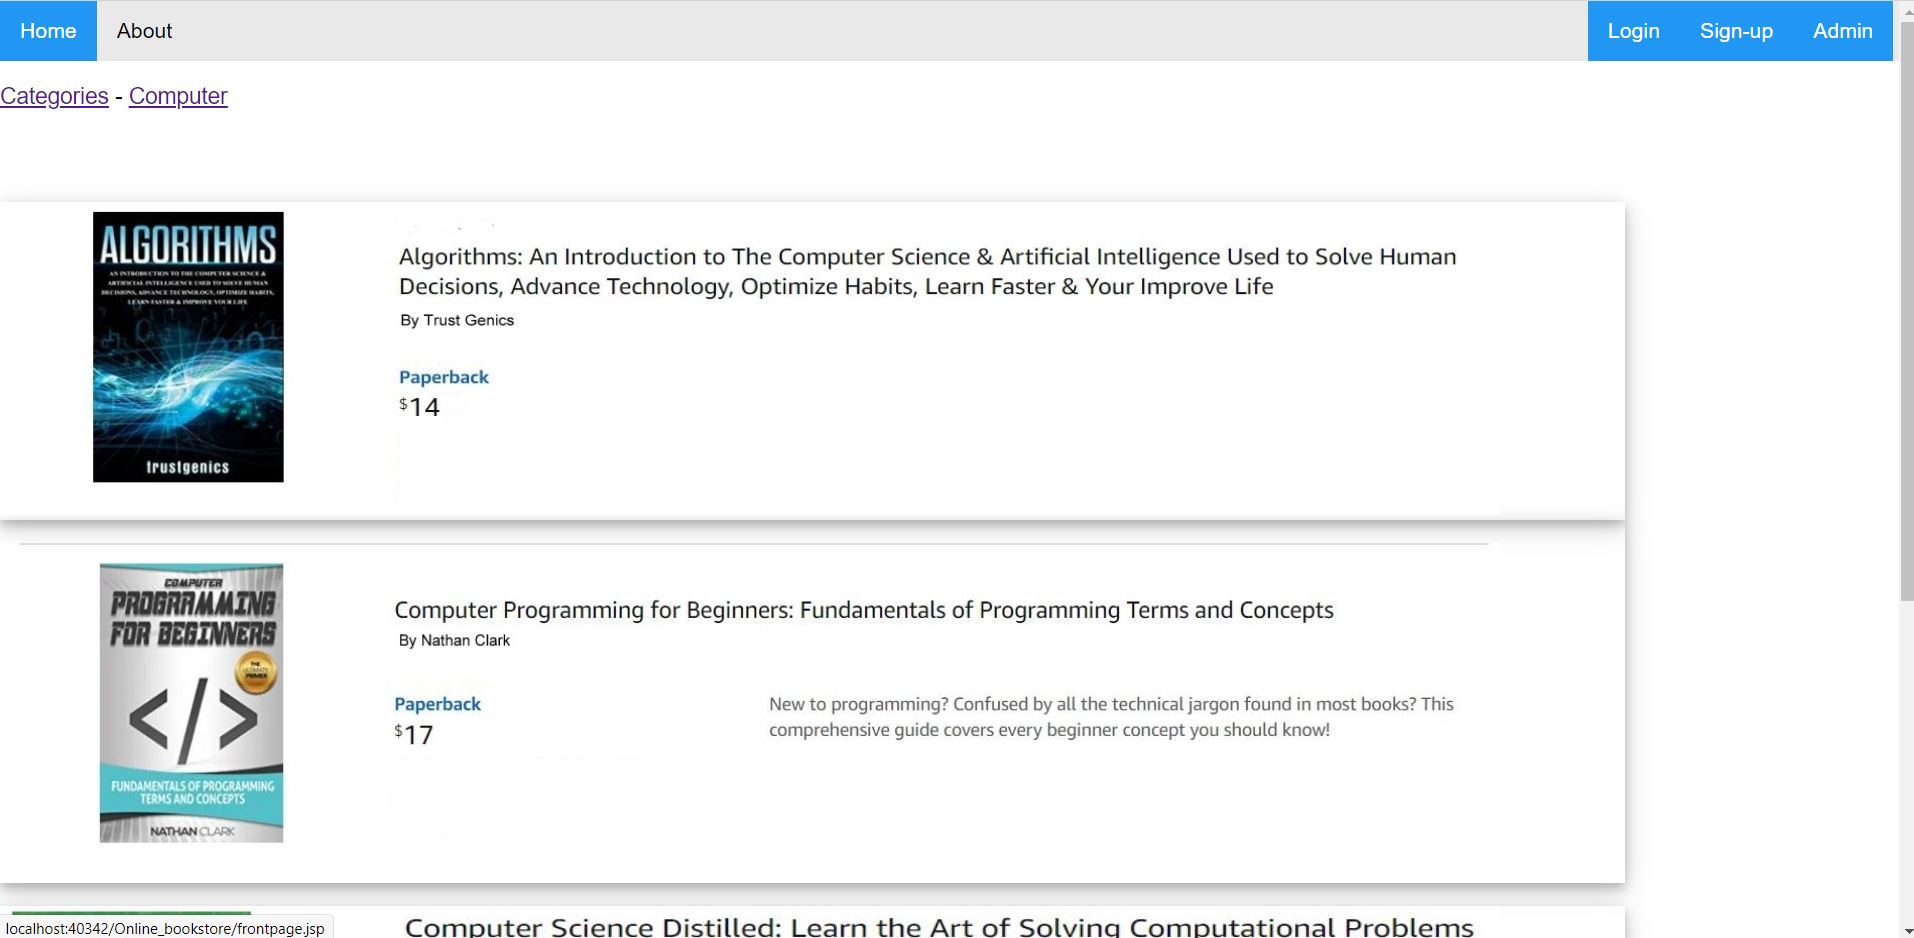 Home About Login Sign-up Admin
Categories - Computer
ALGORITHMS
AN INTRODUCTION TO THE COMPUTER SCIENCE &
ARTIFICIAL INTELLIGENCE USED TO SOLVE HUMAN
DECISIONS, ADVANCE TECHNOLOGY, OPTIMIZE HABITS,
LEARN FASTER & IMPROVE YOUR LIFE
trustgenics
Algorithms: An Introduction to The Computer Science & Artificial Intelligence Used to Solve Human
Decisions, Advance Technology, Optimize Habits, Learn Faster & Your Improve Life
By Trust Genics
Paperback
$14
COMPUTER
PROGRAMMING
FOR BEGINNERS
THE
ULTIMATE
PRIMER
</>
FUNDAMENTALS OF PROGRAMMING
TERMS AND CONCEPTS
NATHAN CLARK
Computer Programming for Beginners: Fundamentals of Programming Terms and Concepts
By Nathan Clark
Paperback
$17
New to programming? Confused by all the technical jargon found in most books? This
comprehensive guide covers every beginner concept you should know!
Computer Science Distilled: Learn the Art of Solving Computational Problems
localhost:40342/Online_bookstore/frontpage.jsp